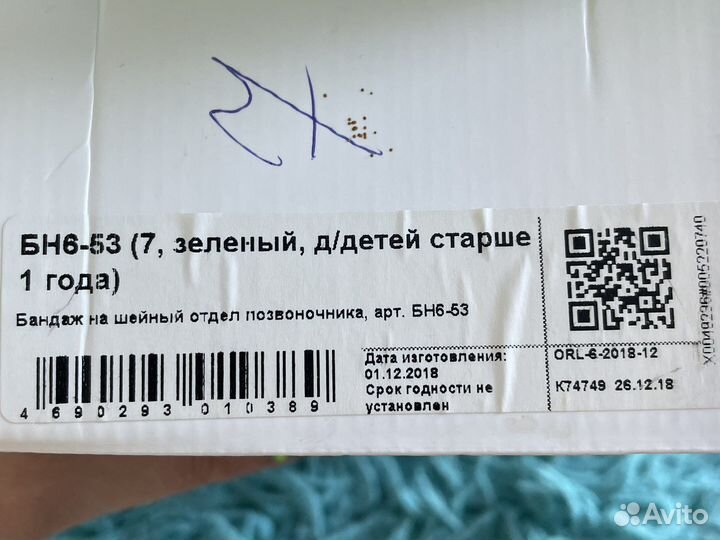 БН6-53 (7, зеленый, д/детей старше
1 года)
Бандаж на шейный отдел позвоночника, арт. БН6-53
4 690293 010389
Дата изготовления:
01.12.2018
Срок годности не
установлен
ORL-6-2018-12
K74749 26.12.18
Avito